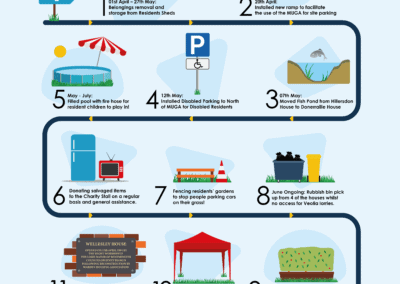 01st April – 27th May:
Belongings removal and
storage from Residents Sheds
2
23th April:
Installed new ramp to facilitate
the use of the MUGA for site parking
5
May - July:
Filled pool with fire hose for
resident children to play in!
4
12th May:
Installed Disabled Parking to North
of MUGA for Disabled Residents
3
07th May:
Moved Fish Pond from Hillersdon
House to Donnraille House
6
Donating salvaged items
to the Charity Stall on a regular
basis and general assistance.
7
Fencing residents' gardens
to stop people parking cars
on their grass!
8
June Ongoing: Rubbish bin pick
up from 4 of the houses whilst
no access for Veolia lorries.
WELLESLEY HOUSE
11
10
9